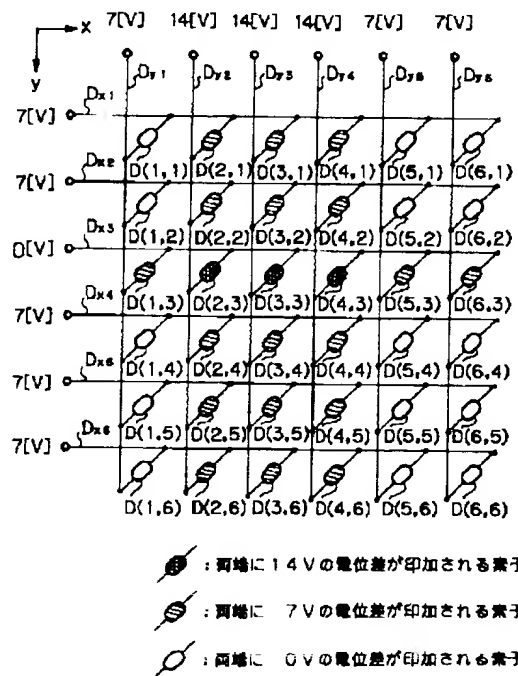 7[V] 14[V] 14[V] 14[V] 7[V] 7[V]
x
y
Dy1 Dy2 Dy3 Dy4 Dy5 Dy6
Dx1
7[V]
D(1,1) D(2,1) D(3,1) D(4,1) D(5,1) D(6,1)
Dx2
7[V]
D(1,2) D(2,2) D(3,2) D(4,2) D(5,2) D(6,2)
Dx3
0[V]
D(1,3) D(2,3) D(3,3) D(4,3) D(5,3) D(6,3)
Dx4
7[V]
D(1,4) D(2,4) D(3,4) D(4,4) D(5,4) D(6,4)
Dx5
7[V]
D(1,5) D(2,5) D(3,5) D(4,5) D(5,5) D(6,5)
Dx6
7[V]
D(1,6) D(2,6) D(3,6) D(4,6) D(5,6) D(6,6)
:両端に14Vの電位差が印加される素子
:両端に 7Vの電位差が印加される素子
:両端に 0Vの電位差が印加される素子